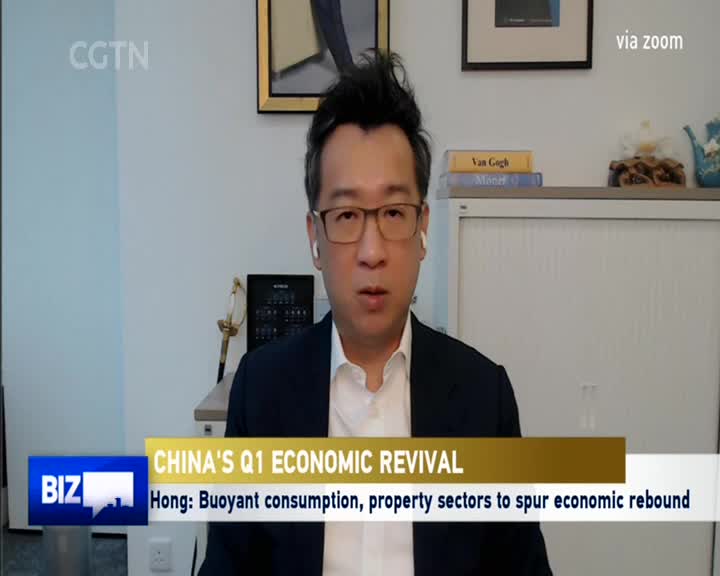 CGTN
via zoom
Van Gogh
Monet
CHINA'S Q1 ECONOMIC REVIVAL
BIZ
Hong: Buoyant consumption, property sectors to spur economic rebound